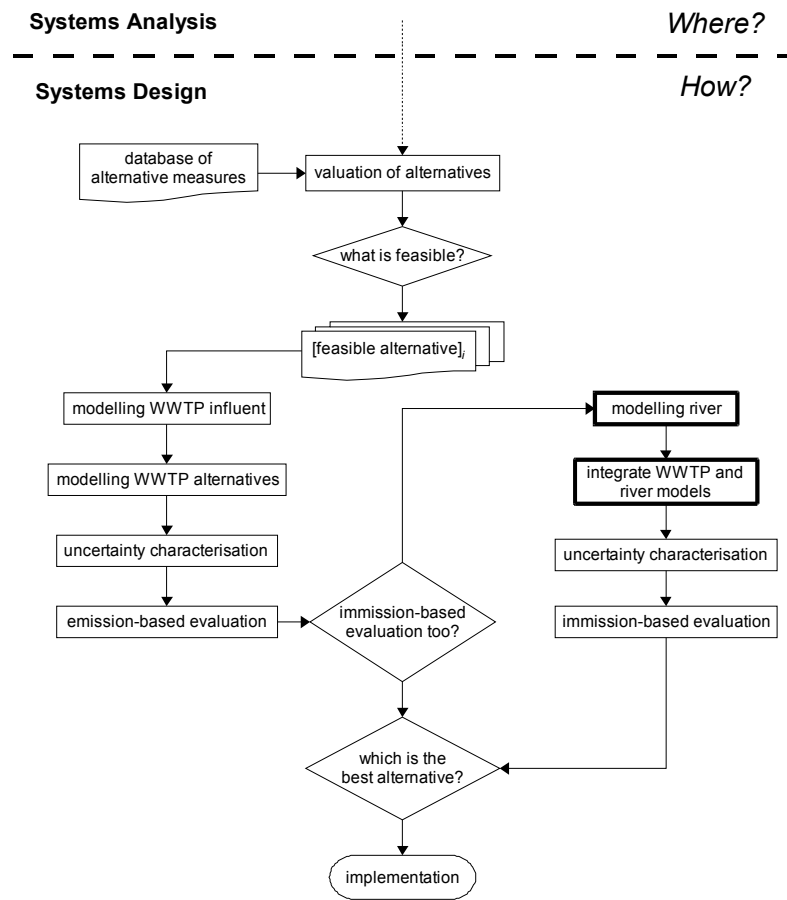 Systems Analysis
Where?
Systems Design
How?
database of
alternative measures
valuation of alternatives
what is feasible?
[feasible alternative]i
modelling WWTP influent
modelling WWTP alternatives
uncertainty characterisation
emission-based evaluation
immission-based
evaluation too?
modelling river
integrate WWTP and
river models
uncertainty characterisation
immission-based evaluation
which is the
best alternative?
implementation